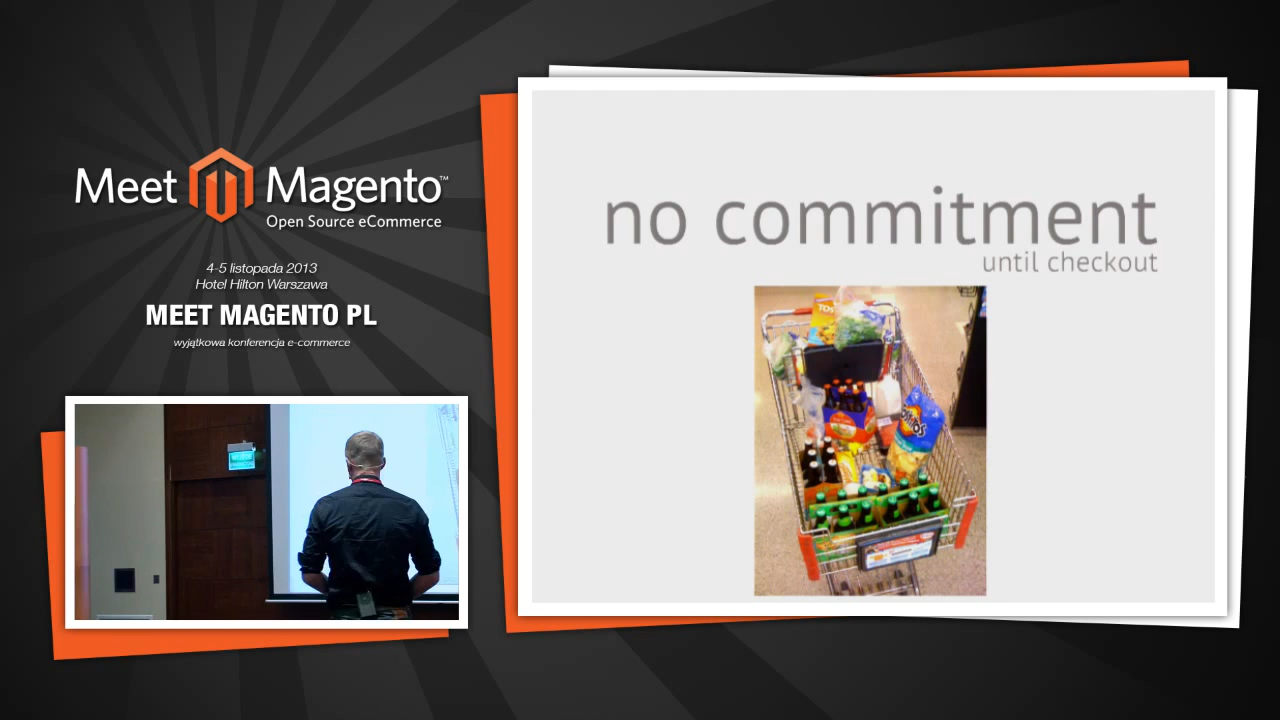 Meet Magento™
Open Source eCommerce
4-5 listopada 2013
Hotel Hilton Warszawa
MEET MAGENTO PL
wyjątkowa konferencja e-commerce
no commitment
until checkout